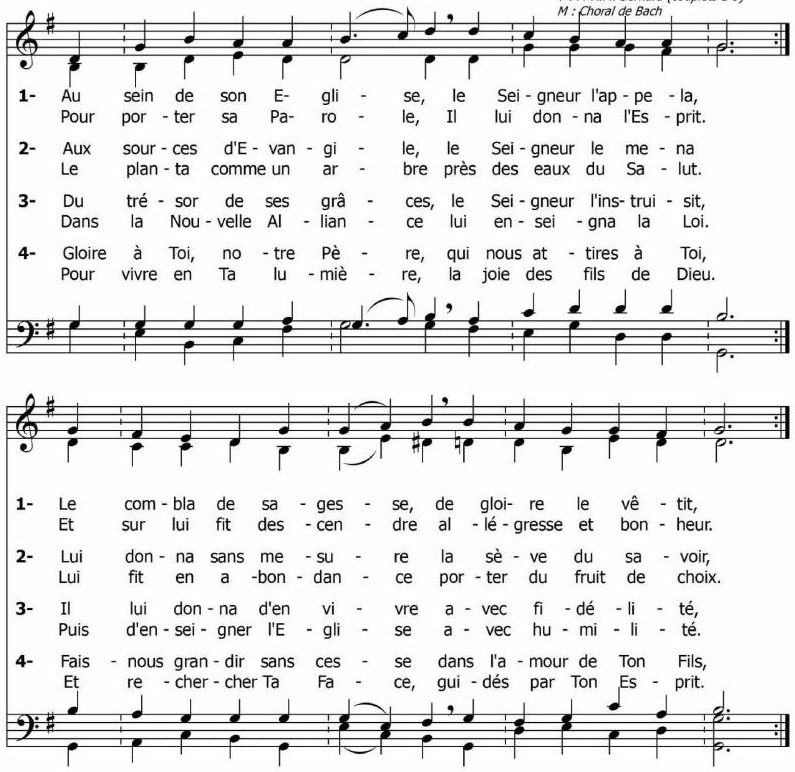 M : Choral de Bach
1- Au sein de son E- gli - se, le Sei - gneur l'ap - pe - la,
Pour por - ter sa Pa- ro - le, Il lui don - na l'Es - prit.
2- Aux sour - ces d'E - van - gi - le, le Sei - gneur le me - na
Le plan - ta comme un ar - bre près des eaux du Sa - lut.
3- Du tré - sor de ses grâ - ces, le Sei - gneur l'ins- trui - sit,
Dans la Nou - velle Al - lian - ce lui en - sei - gna la Loi.
4- Gloire à Toi, no - tre Pè - re, qui nous at - tires à Toi,
Pour vivre en Ta lu - miè - re, la joie des fils de Dieu.
1- Le com - bla de sa - ges - se, de gloi- re le vê - tit,
Et sur lui fit des - cen - dre al - lé - gresse et bon - heur.
2- Lui don - na sans me - su - re la sè - ve du sa - voir,
Lui fit en a -bon - dan - ce por - ter du fruit de choix.
3- Il lui don - na d'en vi - vre a - vec fi - dé - li - té,
Puis d'en - sei - gner l'E - gli - se a - vec hu - mi - li - té.
4- Fais - nous gran - dir sans ces - se dans l'a - mour de Ton Fils,
Et re - cher - cher Ta Fa - ce, gui - dés par Ton Es - prit.